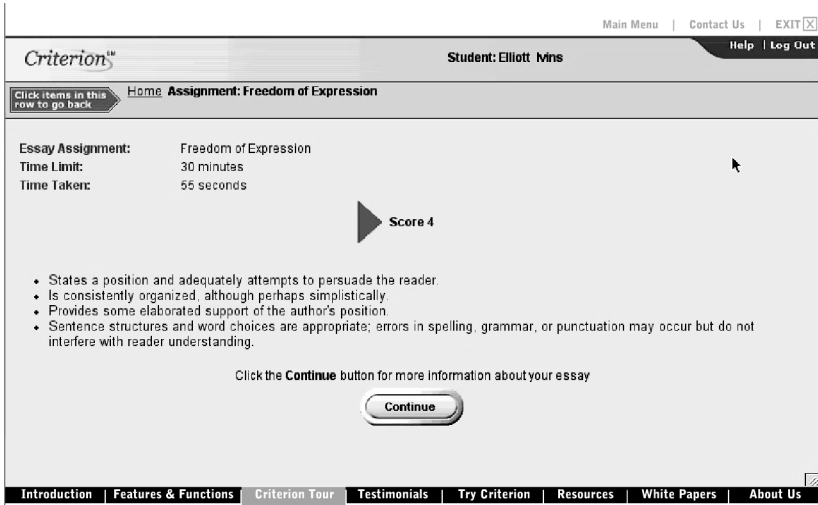 Main Menu | Contact Us | EXIT X
Help | Log Out
Criterion℠
Student: Elliott Ivins
Click items in this
row to go back
Home Assignment: Freedom of Expression
Essay Assignment: Freedom of Expression
Time Limit: 30 minutes
Time Taken: 55 seconds
Score 4
• States a position and adequately attempts to persuade the reader.
• Is consistently organized, although perhaps simplistically.
• Provides some elaborated support of the author's position.
• Sentence structures and word choices are appropriate; errors in spelling, grammar, or punctuation may occur but do not
interfere with reader understanding.
Click the Continue button for more information about your essay
Continue
Introduction | Features & Functions | Criterion Tour | Testimonials | Try Criterion | Resources | White Papers | About Us